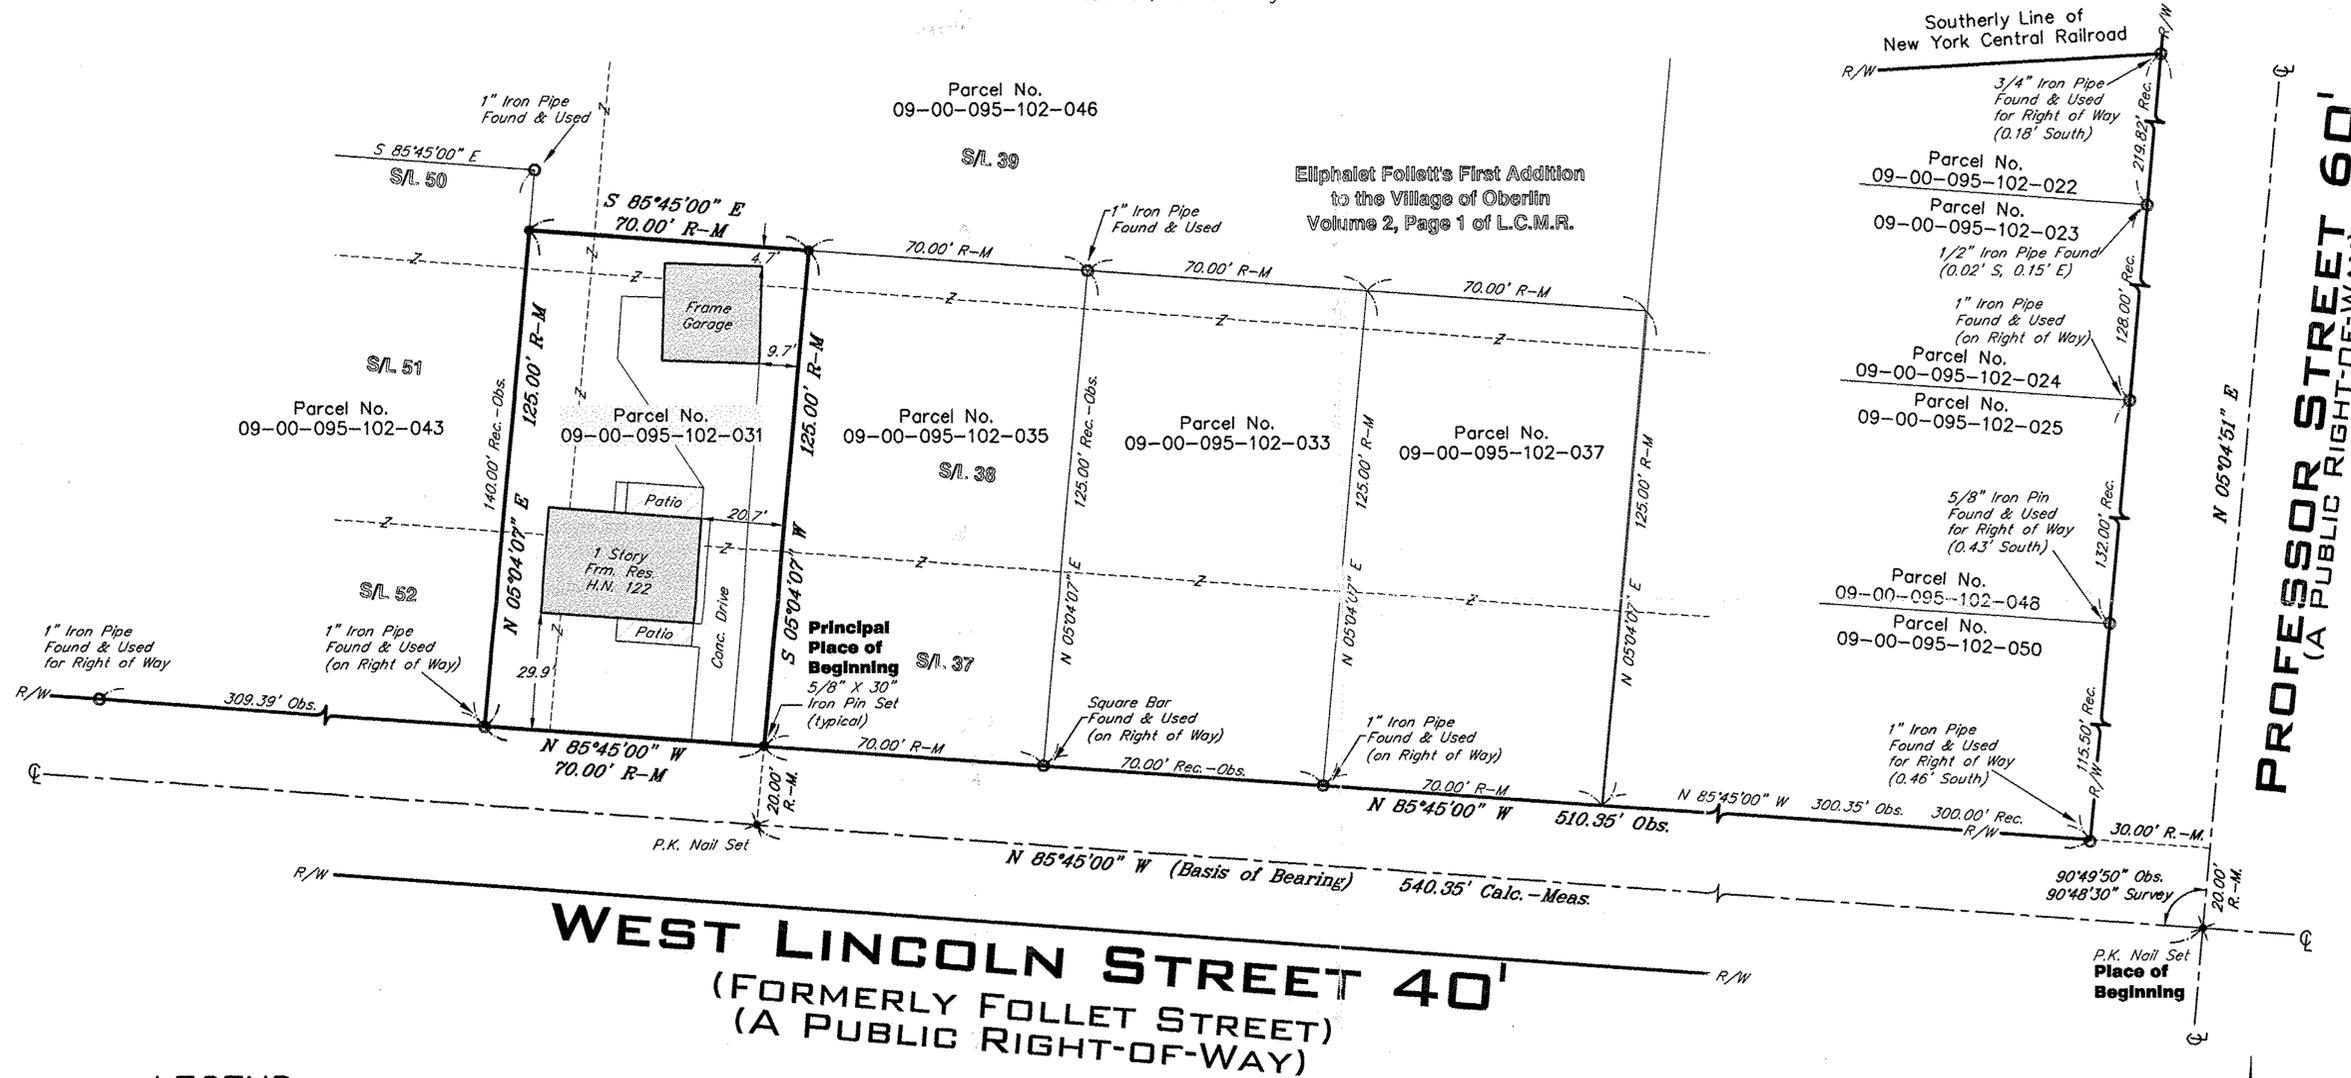 Southerly Line of
New York Central Railroad
R/W
R/W
3/4" Iron Pipe
Found & Used
for Right of Way
(0.18' South)
219.82' Rec.
Parcel No.
09-00-095-102-022
Parcel No.
09-00-095-102-023
1/2" Iron Pipe Found
(0.02' S, 0.15' E)
128.00' Rec.
1" Iron Pipe
Found & Used
(on Right of Way)
Parcel No.
09-00-095-102-024
Parcel No.
09-00-095-102-025
132.00' Rec.
5/8" Iron Pin
Found & Used
for Right of Way
(0.43' South)
Parcel No.
09-00-095-102-048
Parcel No.
09-00-095-102-050
115.50' Rec.
R/W
1" Iron Pipe
Found & Used
for Right of Way
(0.46' South)
N 05°04'51" E
PROFESSOR STREET 60'
(A PUBLIC RIGHT-OF-WAY)
Parcel No.
09-00-095-102-046
S/L 39
Eliphalet Follett's First Addition
to the Village of Oberlin
Volume 2, Page 1 of L.C.M.R.
1" Iron Pipe
Found & Used
S 85°45'00" E
S/L 50
S 85°45'00" E
70.00' R-M
1" Iron Pipe
Found & Used
70.00' R-M
70.00' R-M
70.00' R-M
Z
Z
Z
Z
Z
Z
Z
4.7'
Frame
Garage
9.7'
S/L 51
Parcel No.
09-00-095-102-043
140.00' Rec.-Obs.
125.00' R-M
N 05°04'07" E
Z
Parcel No.
09-00-095-102-031
125.00' R-M
S 05°04'07" W
Parcel No.
09-00-095-102-035
S/L 38
125.00' Rec-Obs.
N 05°04'07" E
Parcel No.
09-00-095-102-033
125.00' R-M
N 05°04'07" E
Parcel No.
09-00-095-102-037
125.00' R-M
N 05°04'07" E
Patio
20.7'
Z
Z
Z
Z
Z
1 Story
Frm. Res.
H.N. 122
Patio
Z
Conc. Drive
29.9'
S/L 52
1" Iron Pipe
Found & Used
for Right of Way
1" Iron Pipe
Found & Used
(on Right of Way)
Principal
Place of
Beginning
5/8" X 30"
Iron Pin Set
(typical)
S/L 37
Square Bar
Found & Used
(on Right of Way)
1" Iron Pipe
Found & Used
(on Right of Way)
R/W
309.39' Obs.
N 85°45'00" W
70.00' R-M
70.00' R-M
70.00' Rec.-Obs.
70.00' R-M
N 85°45'00" W 510.35' Obs.
N 85°45'00" W 300.35' Obs. 300.00' Rec.
R/W
30.00' R.-M.
20.00'
R.-M.
P.K. Nail Set
N 85°45'00" W (Basis of Bearing) 540.35' Calc.-Meas.
90°49'50" Obs.
90°48'30" Survey
20.00'
R.-M.
P.K. Nail Set
Place of
Beginning
R/W
R/W
WEST LINCOLN STREET 40'
(FORMERLY FOLLET STREET)
(A PUBLIC RIGHT-OF-WAY)